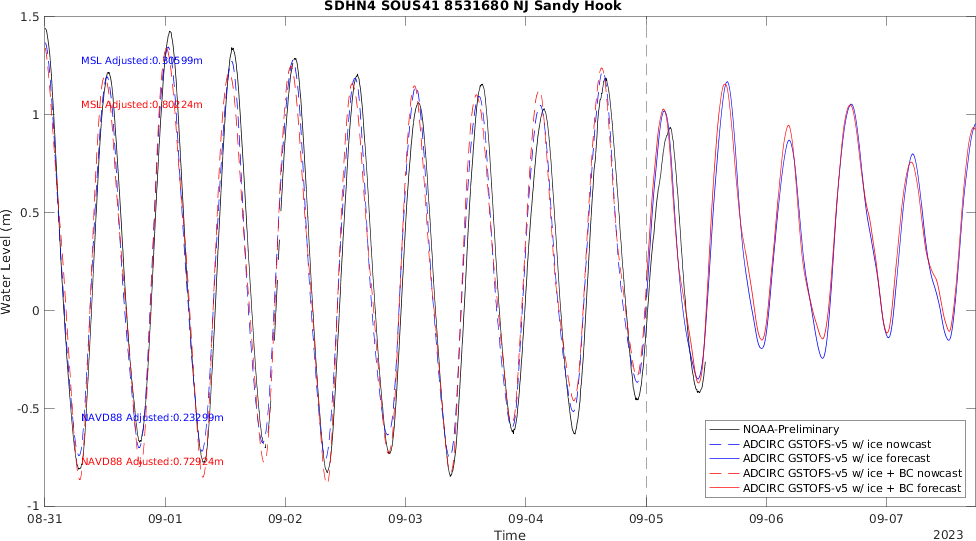 SDHN4 SOUS41 8531680 NJ Sandy Hook
1.5
MSL Adjusted:0.30599m
MSL Adjusted:0.80224m
1
0.5
Water Level (m)
0
-0.5
NAVD88 Adjusted:0.23299m
NAVD88 Adjusted:0.72924m
-1
NOAA-Preliminary
ADCIRC GSTOFS-v5 w/ ice nowcast
ADCIRC GSTOFS-v5 w/ ice forecast
ADCIRC GSTOFS-v5 w/ ice + BC nowcast
ADCIRC GSTOFS-v5 w/ ice + BC forecast
08-31 09-01 09-02 09-03 09-04 09-05 09-06 09-07
Time
2023